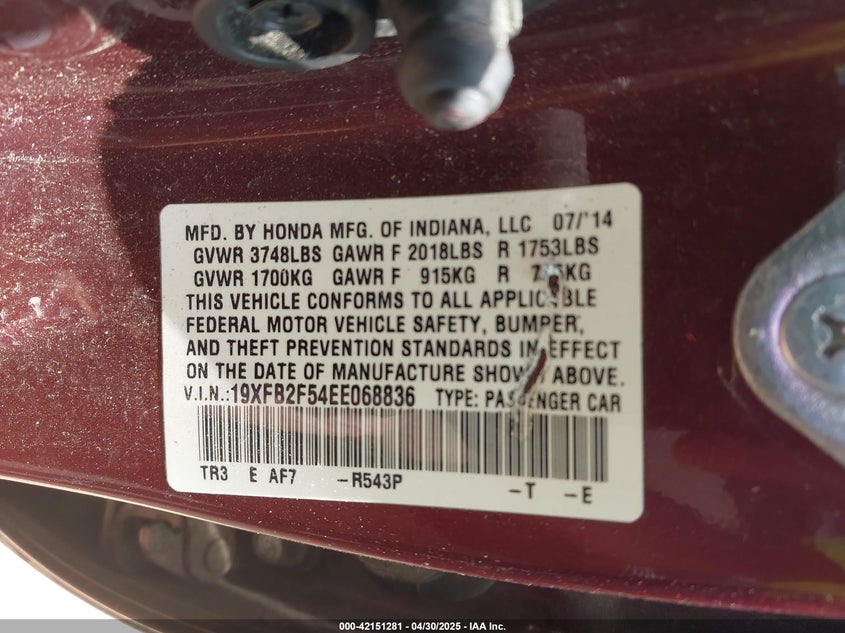 MFD. BY HONDA MFG. OF INDIANA, LLC 07/'14
GVWR 3748LBS GAWR F 2018LBS R 1753LBS
GVWR 1700KG GAWR F 915KG R
THIS VEHICLE CONFORMS TO ALL APPLICABLE
FEDERAL MOTOR VEHICLE SAFETY, BUMPER,
AND THEFT PREVENTION STANDARDS IN EFFECT
ON THE DATE OF MANUFACTURE SHOWN ABOVE.
V.I.N.:19XFB2F54EE068836 TYPE: PASSENGER CAR
TR3 E AF7 -R543P -T -E
000-42151281 - 04/30/2025 - IAA Inc.